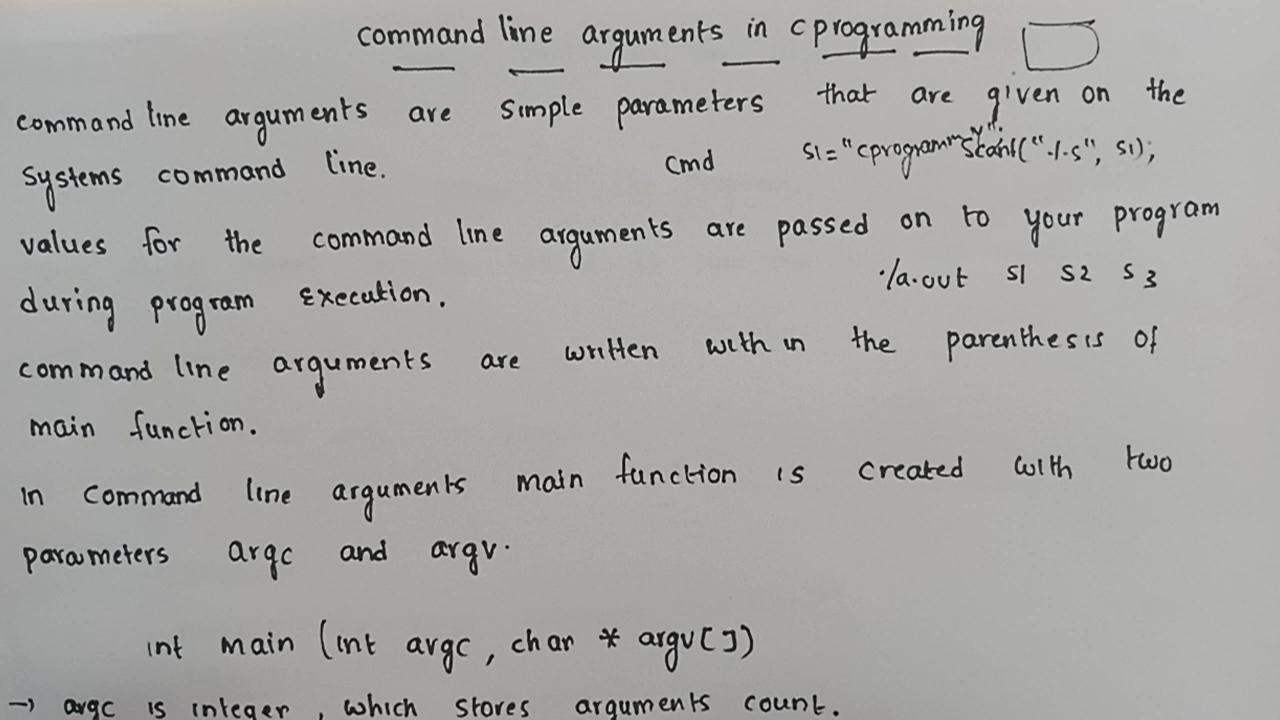 command line arguments in c programming
command line arguments are simple parameters that are given on the
systems command line. cmd s1="cprogrammy". scanf("%s", s1);
values for the command line arguments are passed on to your program
during program execution. ./a.out s1 s2 s3
command line arguments are written with in the parenthesis of
main function.
in command line arguments main function is created with two
parameters argc and argv.
int main (int argc, char * argv[])
→ argc is integer, which stores arguments count.